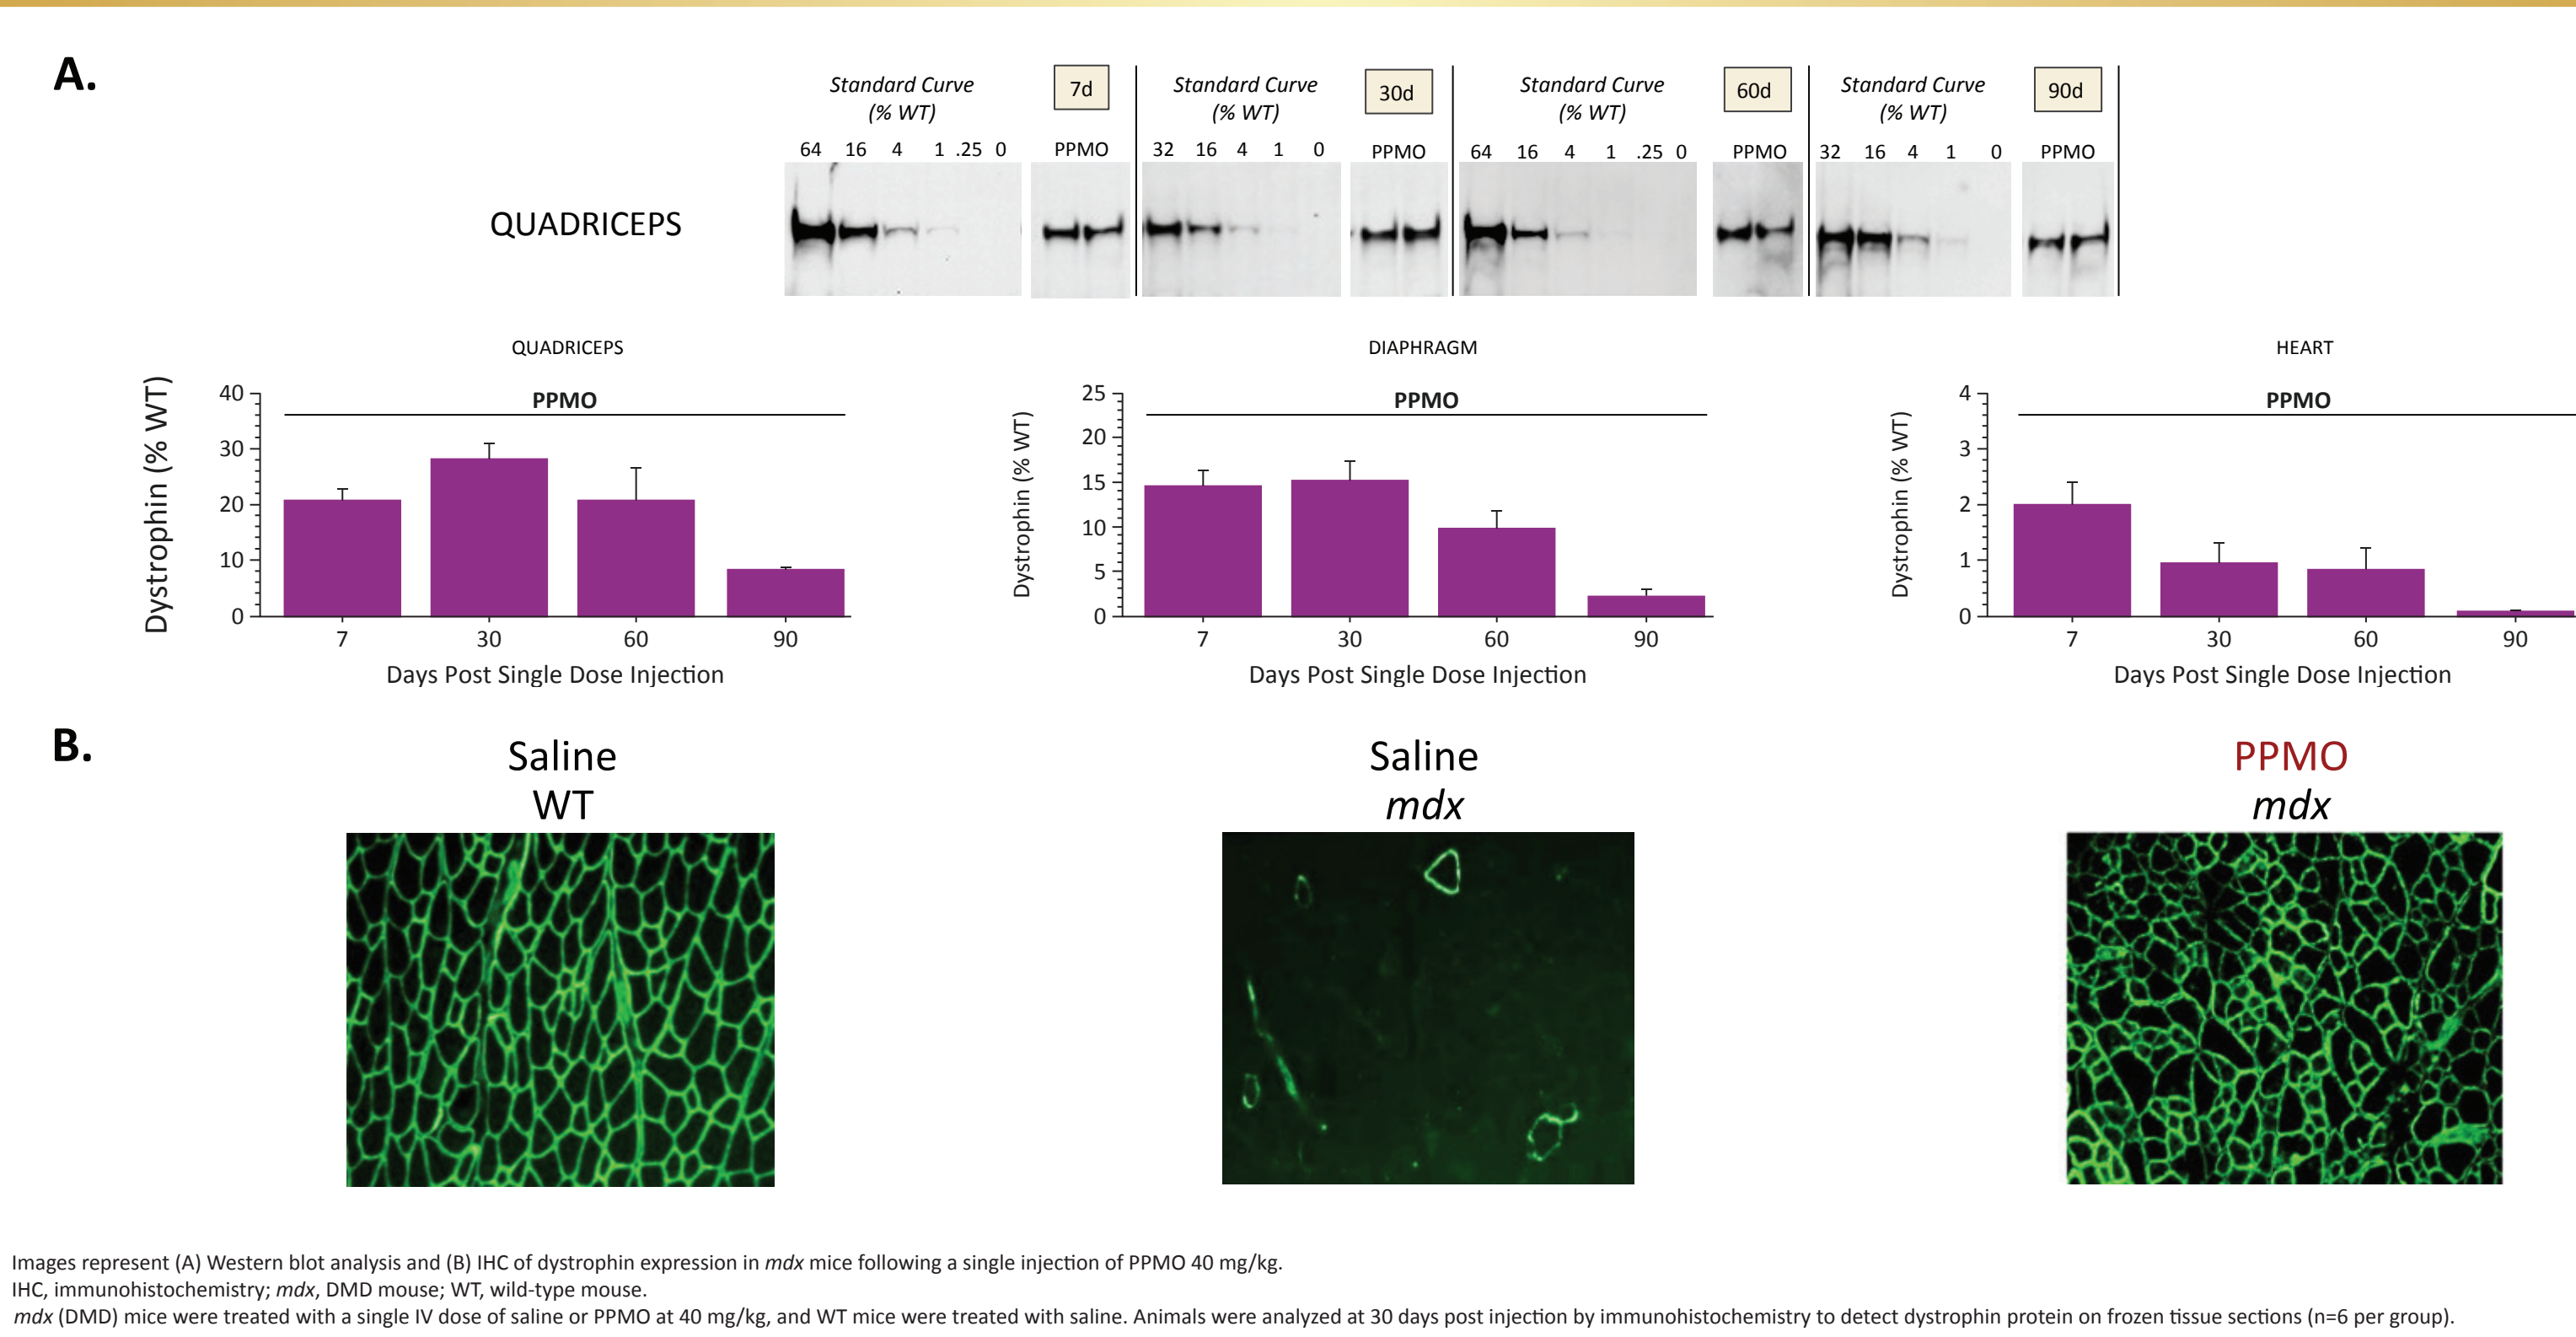 A.
Standard Curve
(% WT)
7d
Standard Curve
(% WT)
30d
Standard Curve
(% WT)
60d
Standard Curve
(% WT)
90d
64 16 4 1 .25 0 PPMO 32 16 4 1 0 PPMO 64 16 4 1 .25 0 PPMO 32 16 4 1 0 PPMO
QUADRICEPS
QUADRICEPS
Dystrophin (% WT)
40
30
20
10
0
PPMO
7 30 60 90
Days Post Single Dose Injection
DIAPHRAGM
Dystrophin (% WT)
25
20
15
10
5
0
PPMO
7 30 60 90
Days Post Single Dose Injection
HEART
Dystrophin (% WT)
4
3
2
1
0
PPMO
7 30 60 90
Days Post Single Dose Injection
B.
Saline
WT
Saline
mdx
PPMO
mdx
Images represent (A) Western blot analysis and (B) IHC of dystrophin expression in mdx mice following a single injection of PPMO 40 mg/kg.
IHC, immunohistochemistry; mdx, DMD mouse; WT, wild-type mouse.
mdx (DMD) mice were treated with a single IV dose of saline or PPMO at 40 mg/kg, and WT mice were treated with saline. Animals were analyzed at 30 days post injection by immunohistochemistry to detect dystrophin protein on frozen tissue sections (n=6 per group).